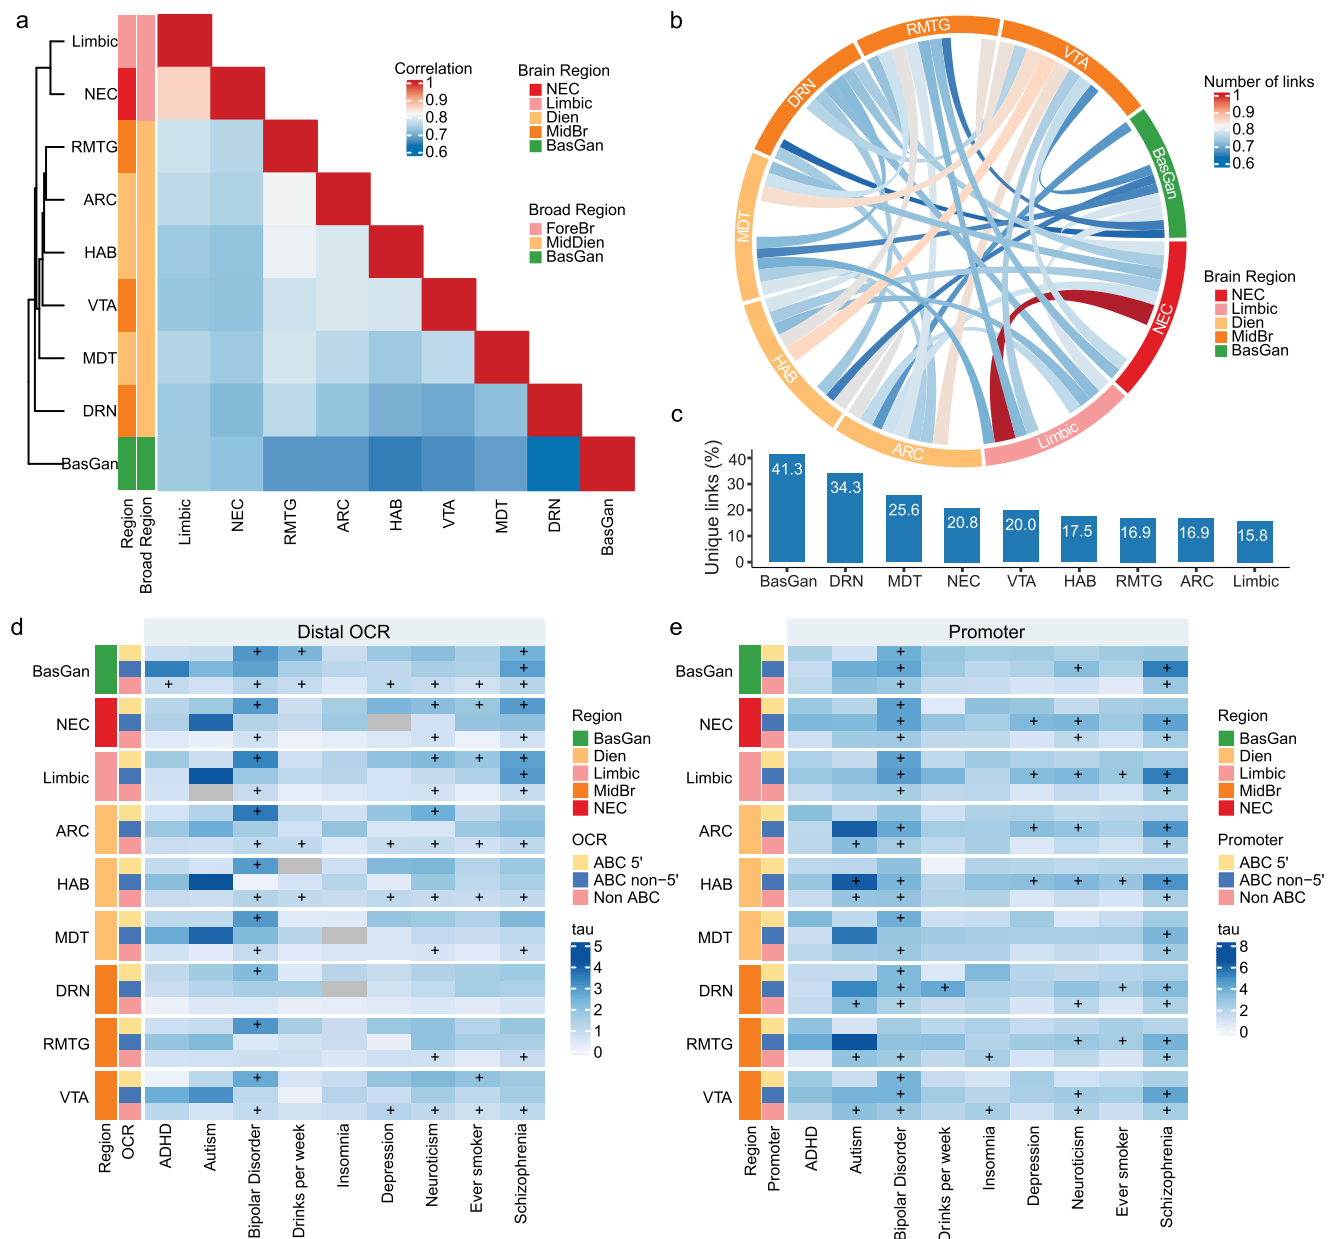 a
Limbic
NEC
RMTG
ARC
HAB
VTA
MDT
DRN
BasGan
Region
Broad Region
Limbic
NEC
RMTG
ARC
HAB
VTA
MDT
DRN
BasGan
Correlation
1
0.9
0.8
0.7
0.6
Brain Region
NEC
Limbic
Dien
MidBr
BasGan
Broad Region
ForeBr
MidDien
BasGan
b
RMTG
VTA
BasGan
NEC
Limbic
ARC
HAB
MDT
DRN
Number of links
1
0.9
0.8
0.7
0.6
Brain Region
NEC
Limbic
Dien
MidBr
BasGan
c
Unique links (%)
40
30
20
10
0
41.3
34.3
25.6
20.8
20.0
17.5
16.9
16.9
15.8
BasGan
DRN
MDT
NEC
VTA
HAB
RMTG
ARC
Limbic
d
Distal OCR
BasGan
NEC
Limbic
ARC
HAB
MDT
DRN
RMTG
VTA
Region
OCR
ADHD
Autism
Bipolar Disorder
Drinks per week
Insomnia
Depression
Neuroticism
Ever smoker
Schizophrenia
Region
BasGan
Dien
Limbic
MidBr
NEC
OCR
ABC 5'
ABC non−5'
Non ABC
tau
5
4
3
2
1
0
e
Promoter
BasGan
NEC
Limbic
ARC
HAB
MDT
DRN
RMTG
VTA
Region
Promoter
ADHD
Autism
Bipolar Disorder
Drinks per week
Insomnia
Depression
Neuroticism
Ever smoker
Schizophrenia
Region
BasGan
Dien
Limbic
MidBr
NEC
Promoter
ABC 5'
ABC non−5'
Non ABC
tau
8
6
4
2
0